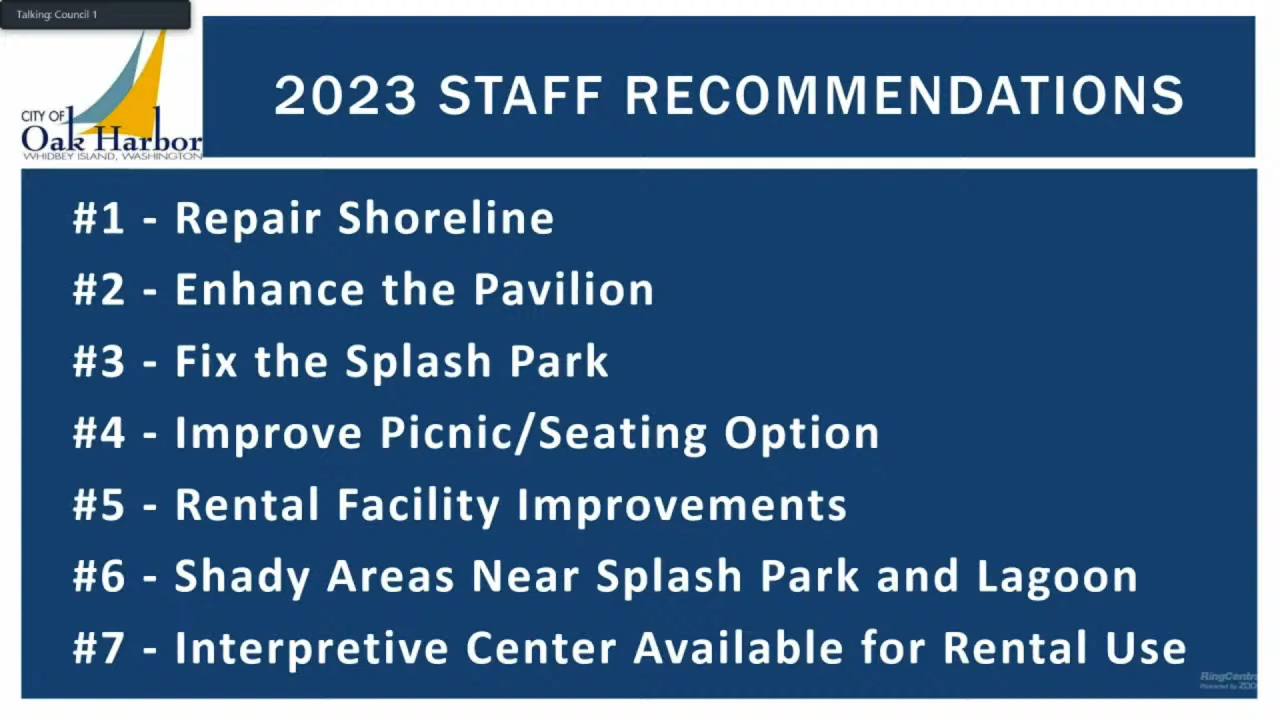 Talking: Council 1
CITY OF
Oak Harbor
WHIDBEY ISLAND, WASHINGTON
2023 STAFF RECOMMENDATIONS
#1 - Repair Shoreline
#2 - Enhance the Pavilion
#3 - Fix the Splash Park
#4 - Improve Picnic/Seating Option
#5 - Rental Facility Improvements
#6 - Shady Areas Near Splash Park and Lagoon
#7 - Interpretive Center Available for Rental Use
Powered by